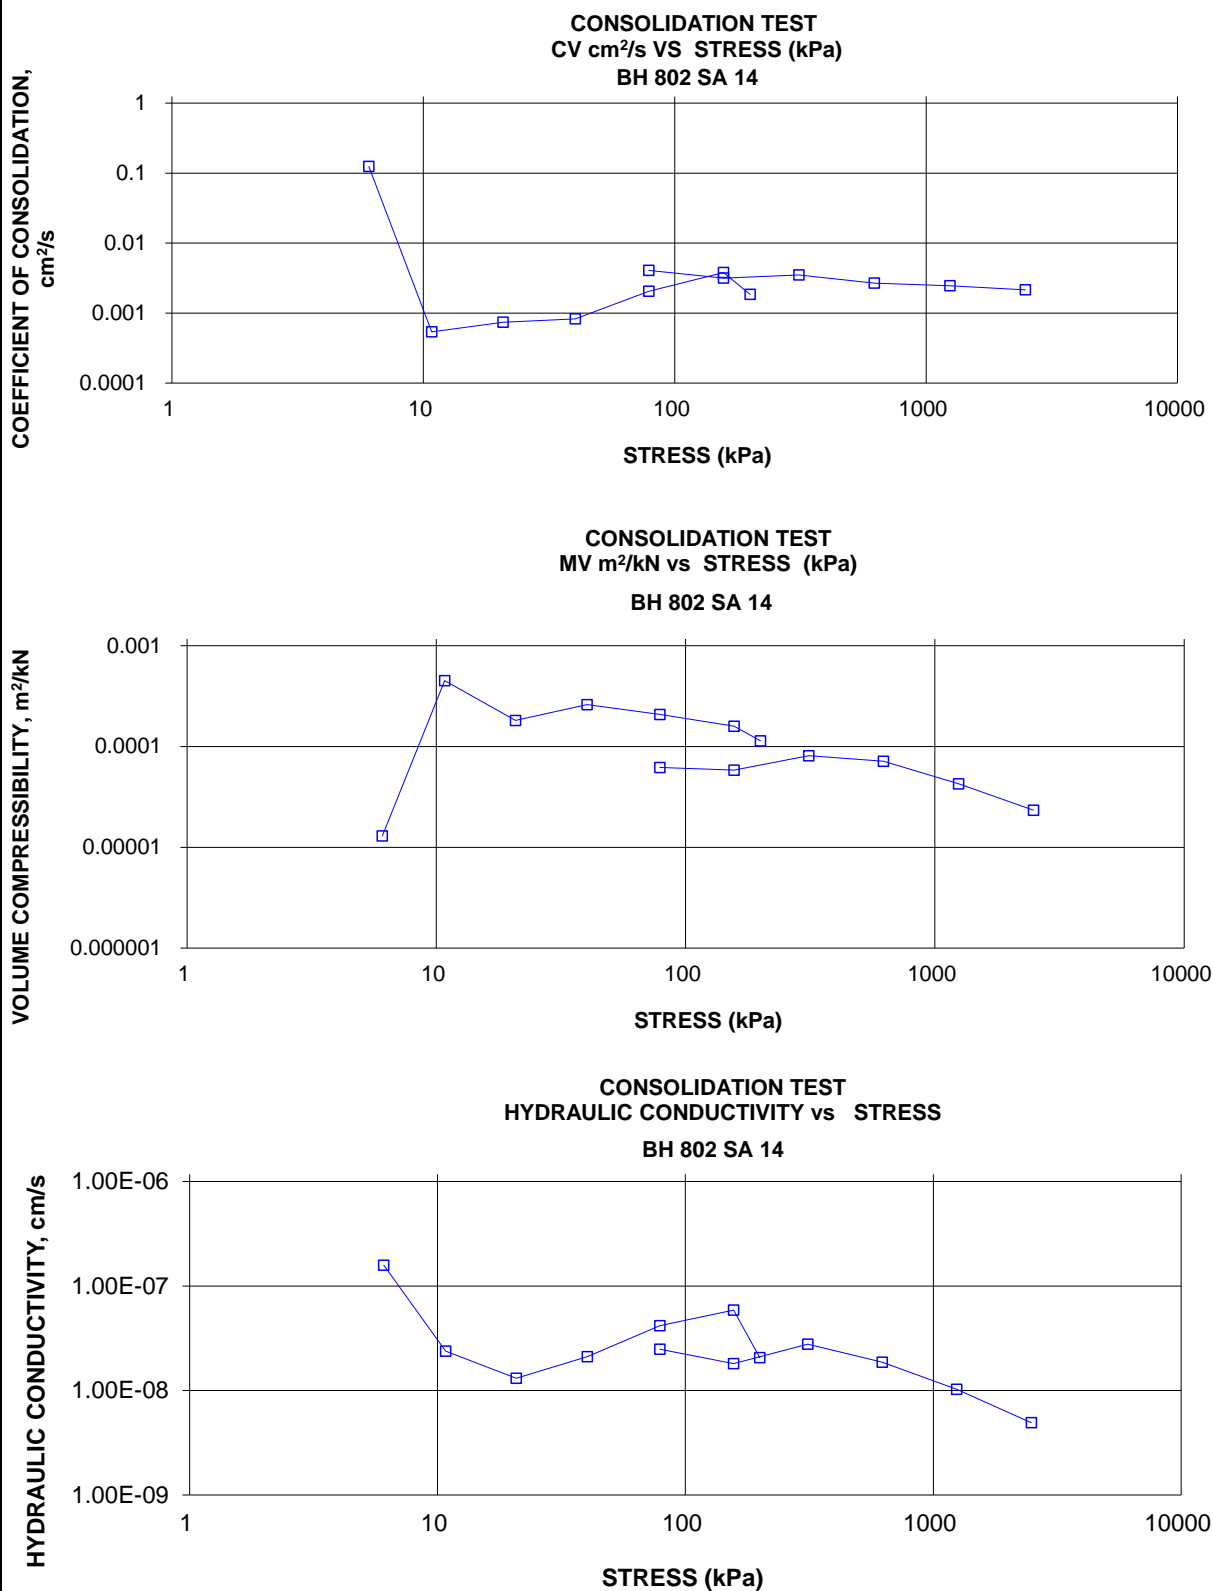 CONSOLIDATION TEST
CV cm²/s VS STRESS (kPa)
BH 802 SA 14
COEFFICIENT OF CONSOLIDATION,
cm²/s
1
0.1
0.01
0.001
0.0001
1 10 100 1000 10000
STRESS (kPa)
CONSOLIDATION TEST
MV m²/kN vs STRESS (kPa)
BH 802 SA 14
VOLUME COMPRESSIBILITY, m²/kN
0.001
0.0001
0.00001
0.000001
1 10 100 1000 10000
STRESS (kPa)
CONSOLIDATION TEST
HYDRAULIC CONDUCTIVITY vs STRESS
BH 802 SA 14
HYDRAULIC CONDUCTIVITY, cm/s
1.00E-06
1.00E-07
1.00E-08
1.00E-09
1 10 100 1000 10000
STRESS (kPa)